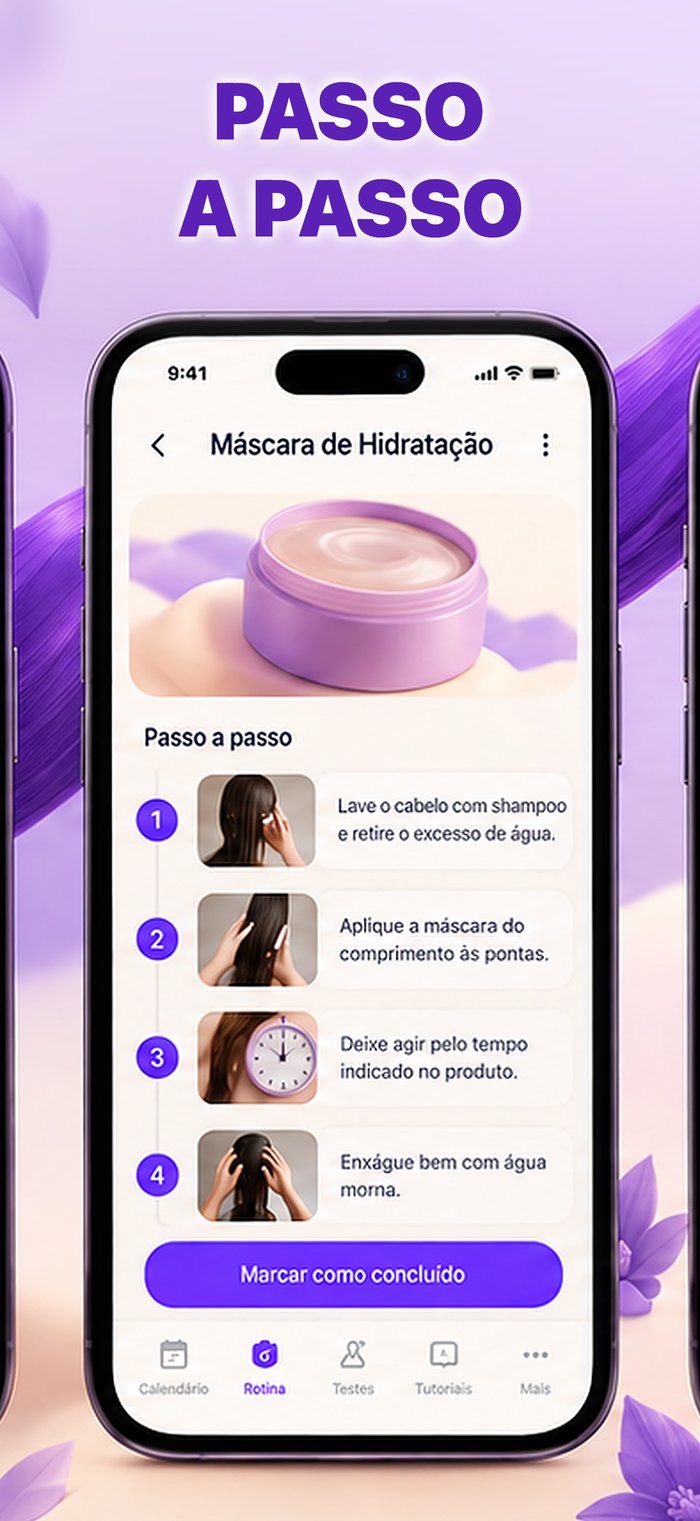 PASSO
A PASSO
9:41
Máscara de Hidratação
Passo a passo
1
Lave o cabelo com shampoo
e retire o excesso de água.
2
Aplique a máscara do
comprimento às pontas.
3
Deixe agir pelo tempo
indicado no produto.
4
Enxágue bem com água
morna.
Marcar como concluído
Calendário
Rotina
Testes
Tutoriais
Mais